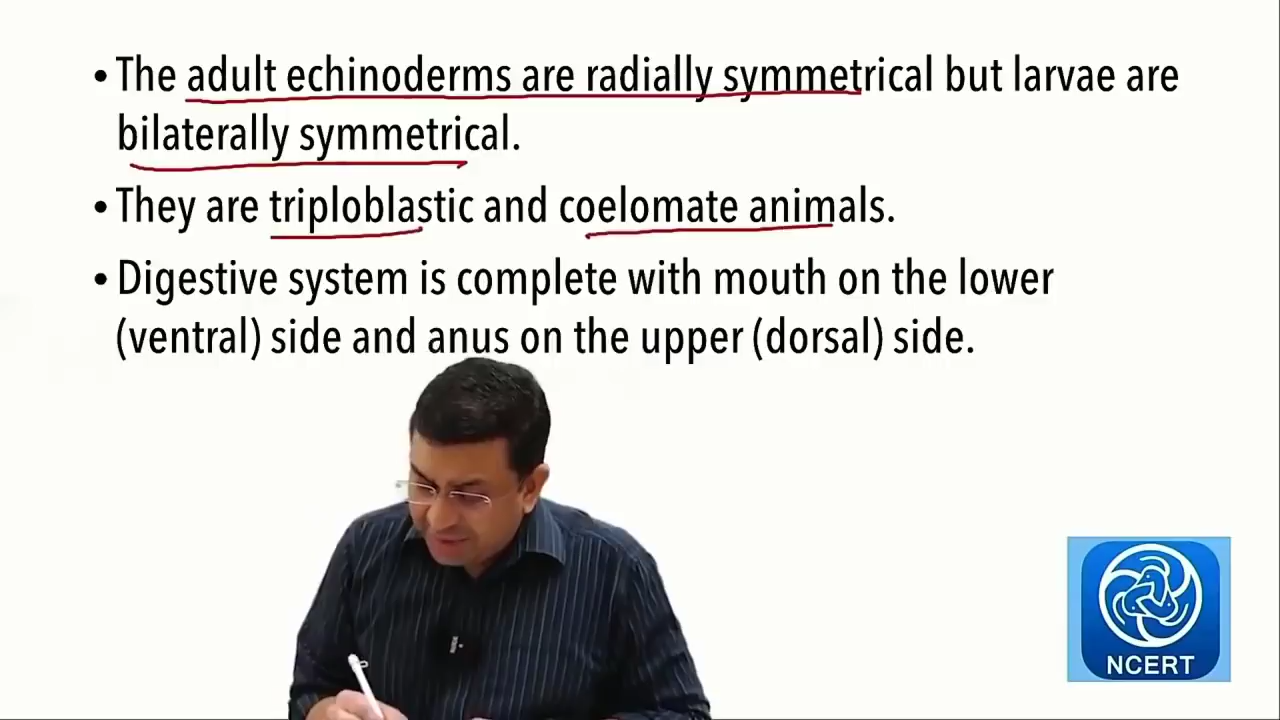 • The adult echinoderms are radially symmetrical but larvae are
bilaterally symmetrical.
• They are triploblastic and coelomate animals.
• Digestive system is complete with mouth on the lower
(ventral) side and anus on the upper (dorsal) side.
NCERT